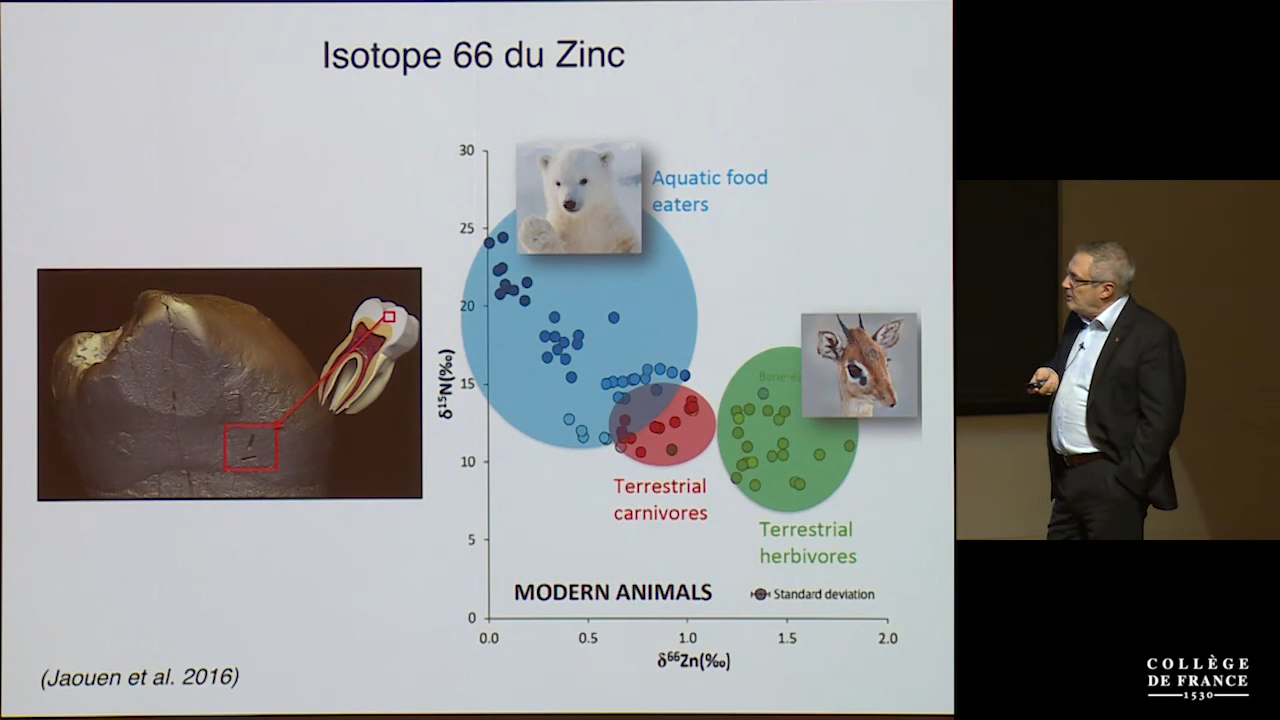 Isotope 66 du Zinc
30
25
20
15
10
5
0
δ¹⁵N(‰)
Aquatic food
eaters
Terrestrial
carnivores
Terrestrial
herbivores
MODERN ANIMALS
Standard deviation
0.0
0.5
1.0
1.5
2.0
δ⁶⁶Zn(‰)
(Jaouen et al. 2016)
COLLÈGE
DE FRANCE
1530